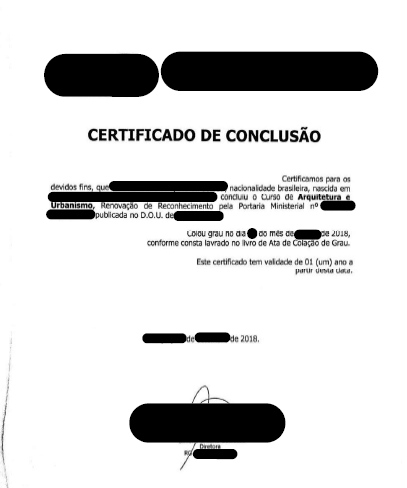 CERTIFICADO DE CONCLUSÃO
Certificamos para os
devidos fins, que nacionalidade brasileira, nascida em
concluiu o Curso de Arquitetura e
Urbanismo, Renovação de Reconhecimento pela Portaria Ministerial nº
publicada no D.O.U. de
Colou grau no dia do mês de de 2018,
conforme consta lavrado no livro de Ata de Colação de Grau.
Este certificado tem validade de 01 (um) ano a
partir desta data.
de de 2018.
Diretora
RG